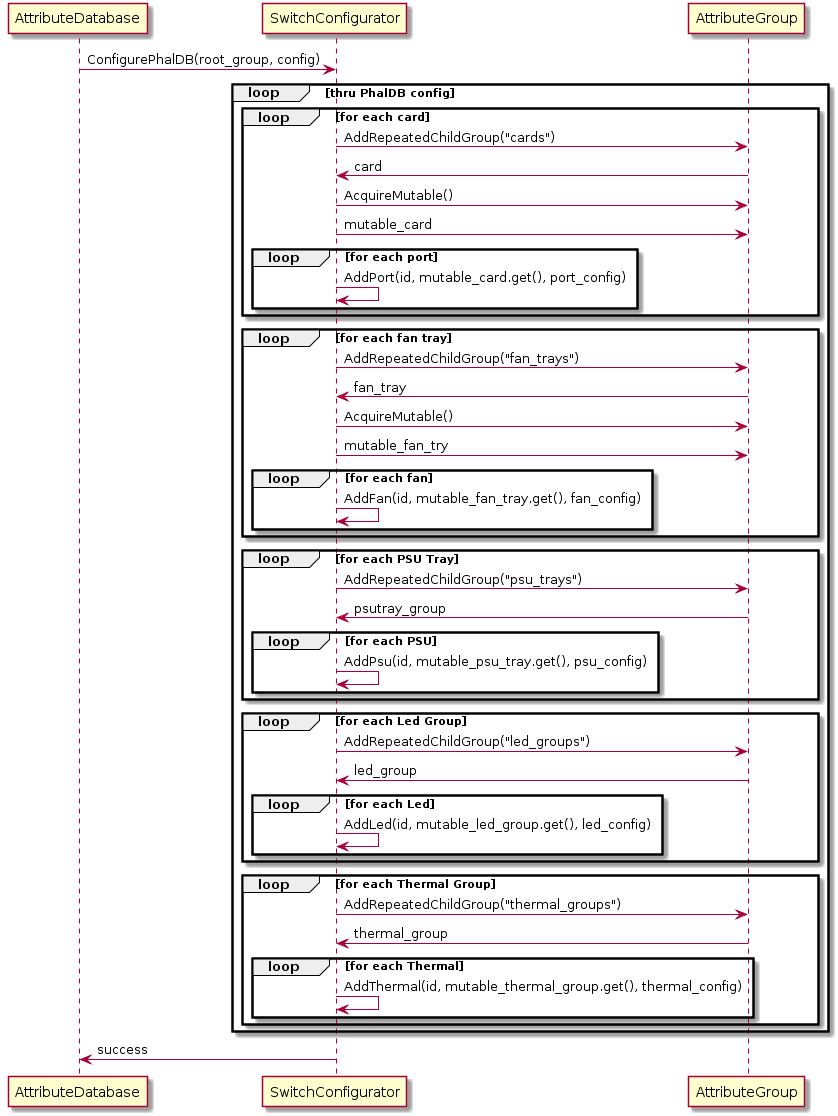 AttributeDatabase SwitchConfigurator AttributeGroup
ConfigurePhalDB(root_group, config)
loop [thru PhalDB config]
loop [for each card]
AddRepeatedChildGroup("cards")
card
AcquireMutable()
mutable_card
loop [for each port]
AddPort(id, mutable_card.get(), port_config)
loop [for each fan tray]
AddRepeatedChildGroup("fan_trays")
fan_tray
AcquireMutable()
mutable_fan_try
loop [for each fan]
AddFan(id, mutable_fan_tray.get(), fan_config)
loop [for each PSU Tray]
AddRepeatedChildGroup("psu_trays")
psutray_group
loop [for each PSU]
AddPsu(id, mutable_psu_tray.get(), psu_config)
loop [for each Led Group]
AddRepeatedChildGroup("led_groups")
led_group
loop [for each Led]
AddLed(id, mutable_led_group.get(), led_config)
loop [for each Thermal Group]
AddRepeatedChildGroup("thermal_groups")
thermal_group
loop [for each Thermal]
AddThermal(id, mutable_thermal_group.get(), thermal_config)
success
AttributeDatabase SwitchConfigurator AttributeGroup